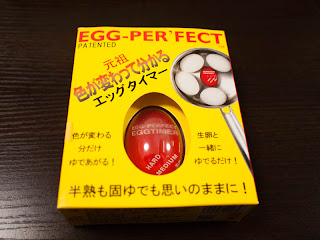 EGG-PER'FECT
PATENTED
元祖
色が変わって分かる
エッグタイマー
EGG-PERFECT
EGGTIMER
HARD
MEDIUM
色が変わる
分だけ
ゆであがる！
生卵と
一緒に
ゆでるだけ！
半熟も固ゆでも思いのままに！